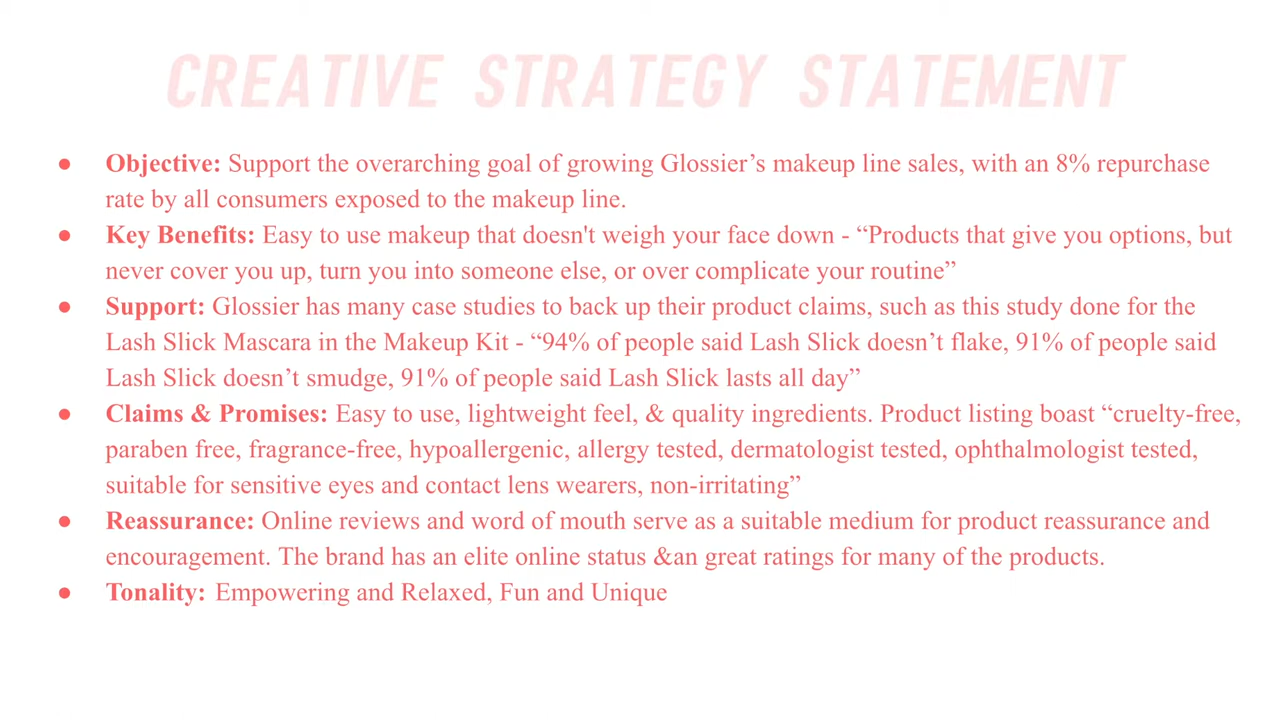 CREATIVE STRATEGY STATEMENT
● Objective: Support the overarching goal of growing Glossier’s makeup line sales, with an 8% repurchase
rate by all consumers exposed to the makeup line.
● Key Benefits: Easy to use makeup that doesn't weigh your face down - “Products that give you options, but
never cover you up, turn you into someone else, or over complicate your routine”
● Support: Glossier has many case studies to back up their product claims, such as this study done for the
Lash Slick Mascara in the Makeup Kit - “94% of people said Lash Slick doesn’t flake, 91% of people said
Lash Slick doesn’t smudge, 91% of people said Lash Slick lasts all day”
● Claims & Promises: Easy to use, lightweight feel, & quality ingredients. Product listing boast “cruelty-free,
paraben free, fragrance-free, hypoallergenic, allergy tested, dermatologist tested, ophthalmologist tested,
suitable for sensitive eyes and contact lens wearers, non-irritating”
● Reassurance: Online reviews and word of mouth serve as a suitable medium for product reassurance and
encouragement. The brand has an elite online status &an great ratings for many of the products.
● Tonality: Empowering and Relaxed, Fun and Unique